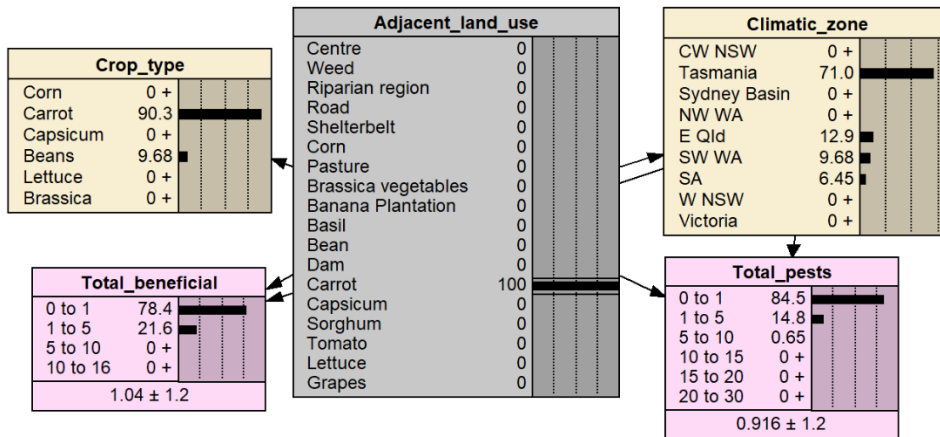 Crop_type
Corn 0 +
Carrot 90.3
Capsicum 0 +
Beans 9.68
Lettuce 0 +
Brassica 0 +
Adjacent_land_use
Centre 0
Weed 0
Riparian region 0
Road 0
Shelterbelt 0
Corn 0
Pasture 0
Brassica vegetables 0
Banana Plantation 0
Basil 0
Bean 0
Dam 0
Carrot 100
Capsicum 0
Sorghum 0
Tomato 0
Lettuce 0
Grapes 0
Climatic_zone
CW NSW 0 +
Tasmania 71.0
Sydney Basin 0 +
NW WA 0 +
E Qld 12.9
SW WA 9.68
SA 6.45
W NSW 0 +
Victoria 0 +
Total_beneficial
0 to 1 78.4
1 to 5 21.6
5 to 10 0 +
10 to 16 0 +
1.04 ± 1.2
Total_pests
0 to 1 84.5
1 to 5 14.8
5 to 10 0.65
10 to 15 0 +
15 to 20 0 +
20 to 30 0 +
0.916 ± 1.2